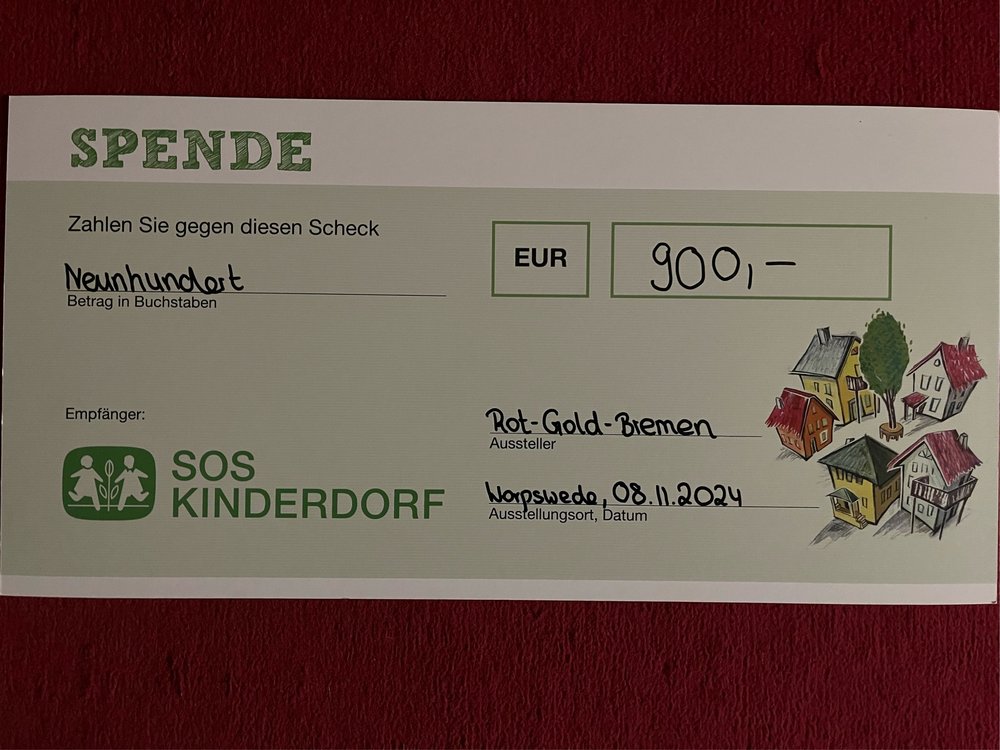 SPENDE
Zahlen Sie gegen diesen Scheck
Neunhundert
Betrag in Buchstaben
EUR
900,–
Empfänger:
SOS
KINDERDORF
Rot-Gold-Bremen
Aussteller
Worpswede, 08.11.2024
Ausstellungsort, Datum